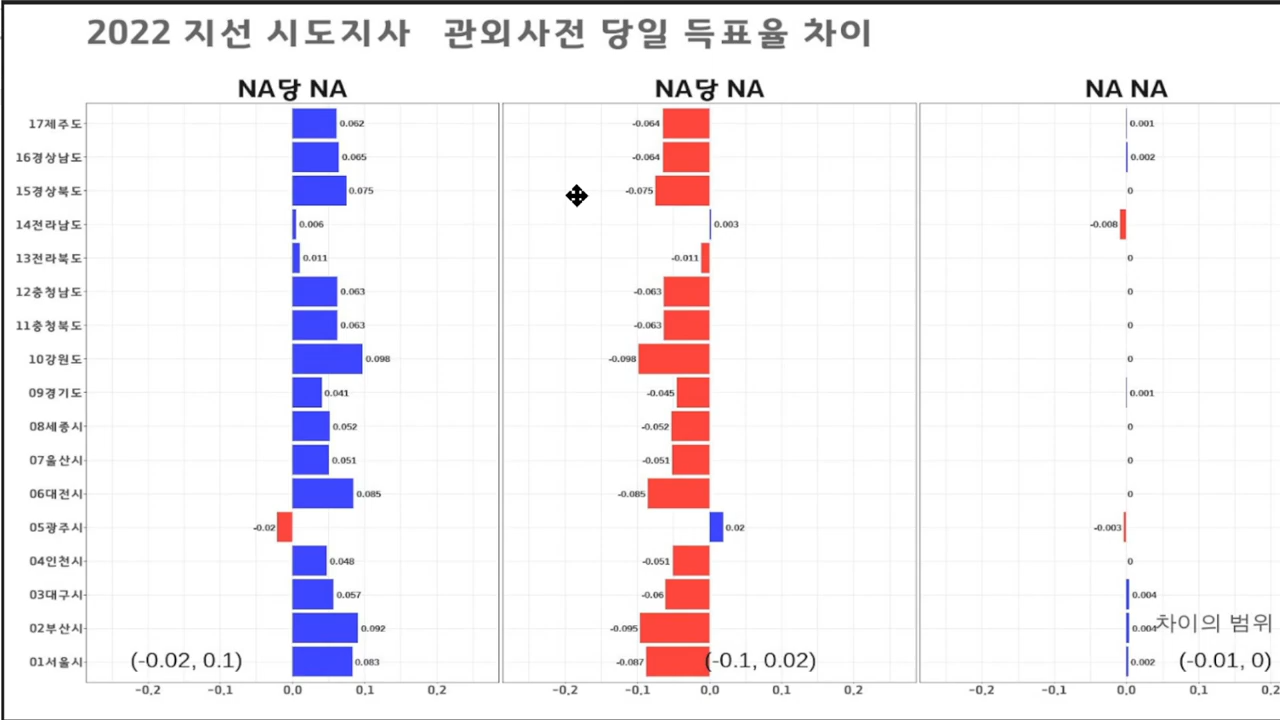 2022 지선 시도지사 관외사전 당일 득표율 차이
NA당 NA NA당 NA NA NA
17제주도 0.062 -0.064 0.001
16경상남도 0.065 -0.064 0.002
15경상북도 0.075 -0.075 0
14전라남도 0.006 0.003 -0.008
13전라북도 0.011 -0.011 0
12충청남도 0.063 -0.063 0
11충청북도 0.063 -0.063 0
10강원도 0.098 -0.098 0
09경기도 0.041 -0.045 0.001
08세종시 0.052 -0.052 0
07울산시 0.051 -0.051 0
06대전시 0.085 -0.085 0
05광주시 -0.02 0.02 -0.003
04인천시 0.048 -0.051 0
03대구시 0.057 -0.06 0.004
02부산시 0.092 -0.095 0.004 차이의 범위
01서울시 (-0.02, 0.1) 0.083 -0.087 (-0.1, 0.02) 0.002 (-0.01, 0)
-0.2 -0.1 0.0 0.1 0.2 -0.2 -0.1 0.0 0.1 0.2 -0.2 -0.1 0.0 0.1 0.2